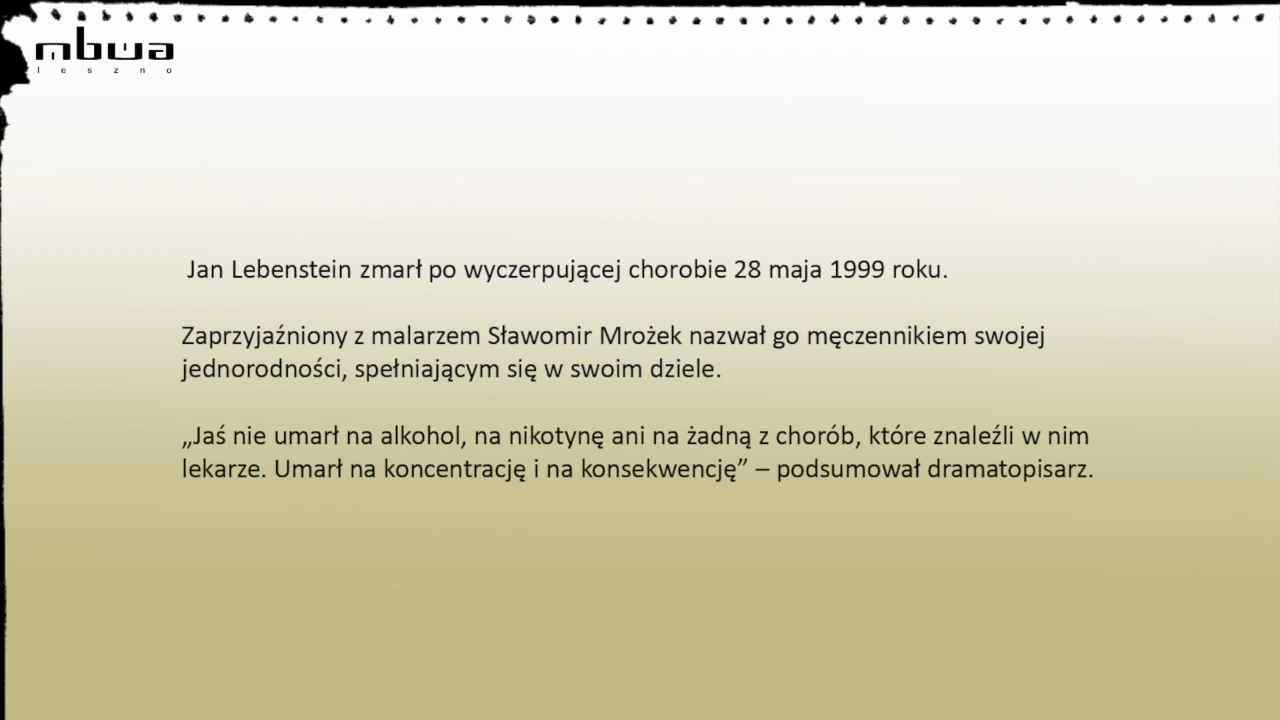 mbwa
leszno
Jan Lebenstein zmarł po wyczerpującej chorobie 28 maja 1999 roku.
Zaprzyjaźniony z malarzem Sławomir Mrożek nazwał go męczennikiem swojej
jednorodności, spełniającym się w swoim dziele.
„Jaś nie umarł na alkohol, na nikotynę ani na żadną z chorób, które znaleźli w nim
lekarze. Umarł na koncentrację i na konsekwencję” – podsumował dramatopisarz.